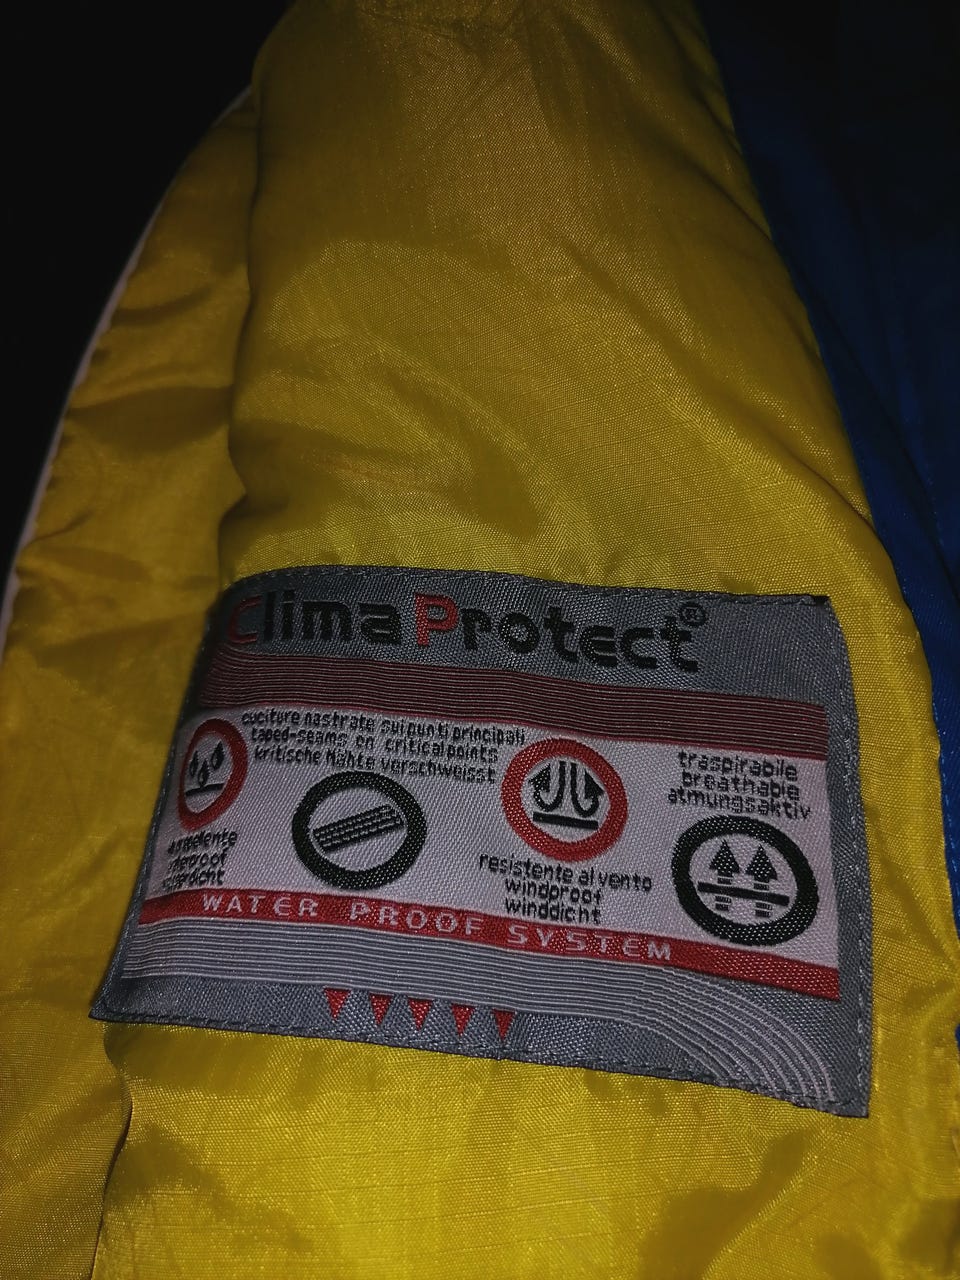 ClimaProtect®
cuciture nastrate sui punti principali
taped-seams on critical points
kritische Nähte verschweisst
traspirabile
breathable
atmungsaktiv
resistente al vento
windproof
winddicht
WATER PROOF SYSTEM